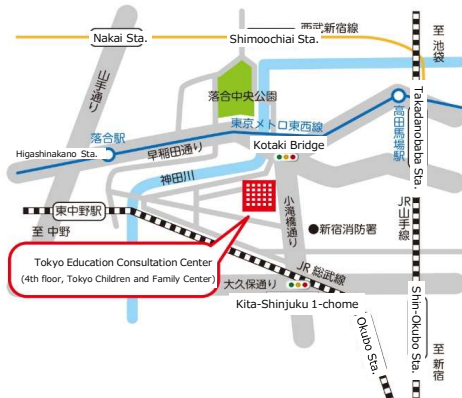 西武新宿線
Nakai Sta.
Shimoochiai Sta.
至 池袋
山手通り
落合中央公園
Takadanobaba Sta.
高田馬場駅
東京メトロ東西線
落合駅
早稲田通り
Kotaki Bridge
Higashinakano Sta.
神田川
東中野駅
至 中野
小滝橋通り
新宿消防署
JR山手線
Tokyo Education Consultation Center
(4th floor, Tokyo Children and Family Center)
JR 総武線
大久保通り
Kita-Shinjuku 1-chome
Okubo Sta.
Shin-Okubo Sta.
至 新宿